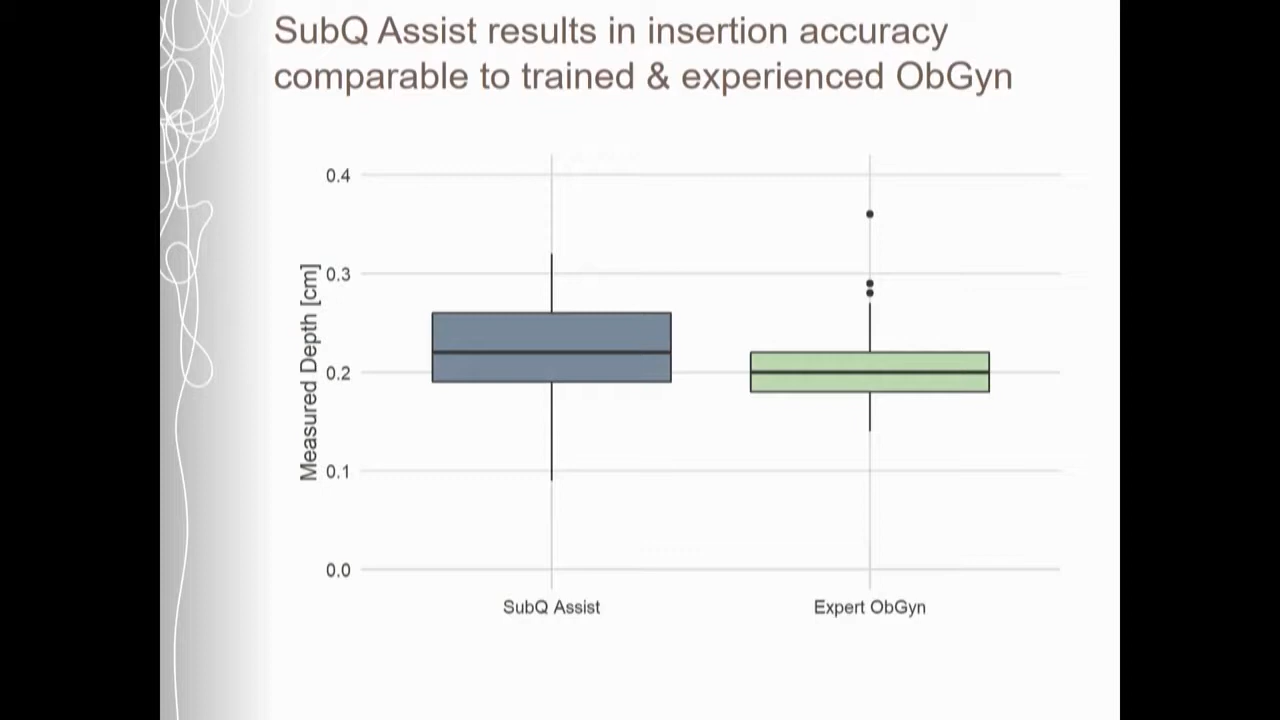 SubQ Assist results in insertion accuracy
comparable to trained & experienced ObGyn
Measured Depth [cm]
0.4
0.3
0.2
0.1
0.0
SubQ Assist
Expert ObGyn